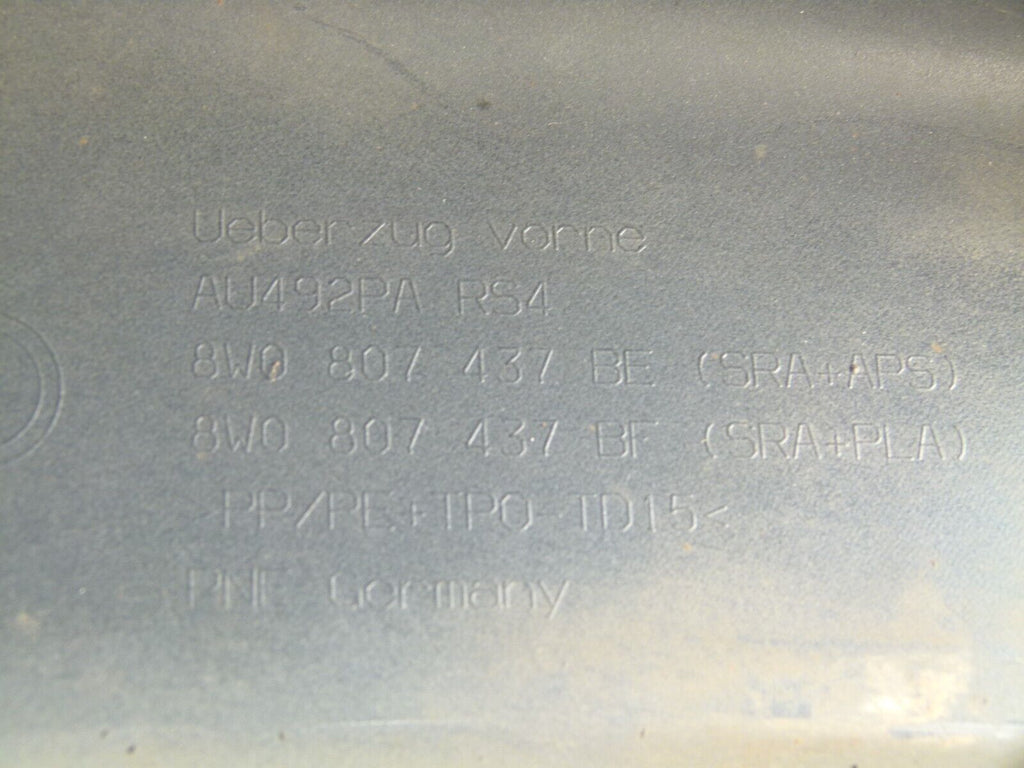 Ueberzug vorne
AU492PA RS4
8W0 807 437 BE (SRA+APS)
8W0 807 437 BF (SRA+PLA)
>PP/PE+TPO-TD15<
PNE Germany